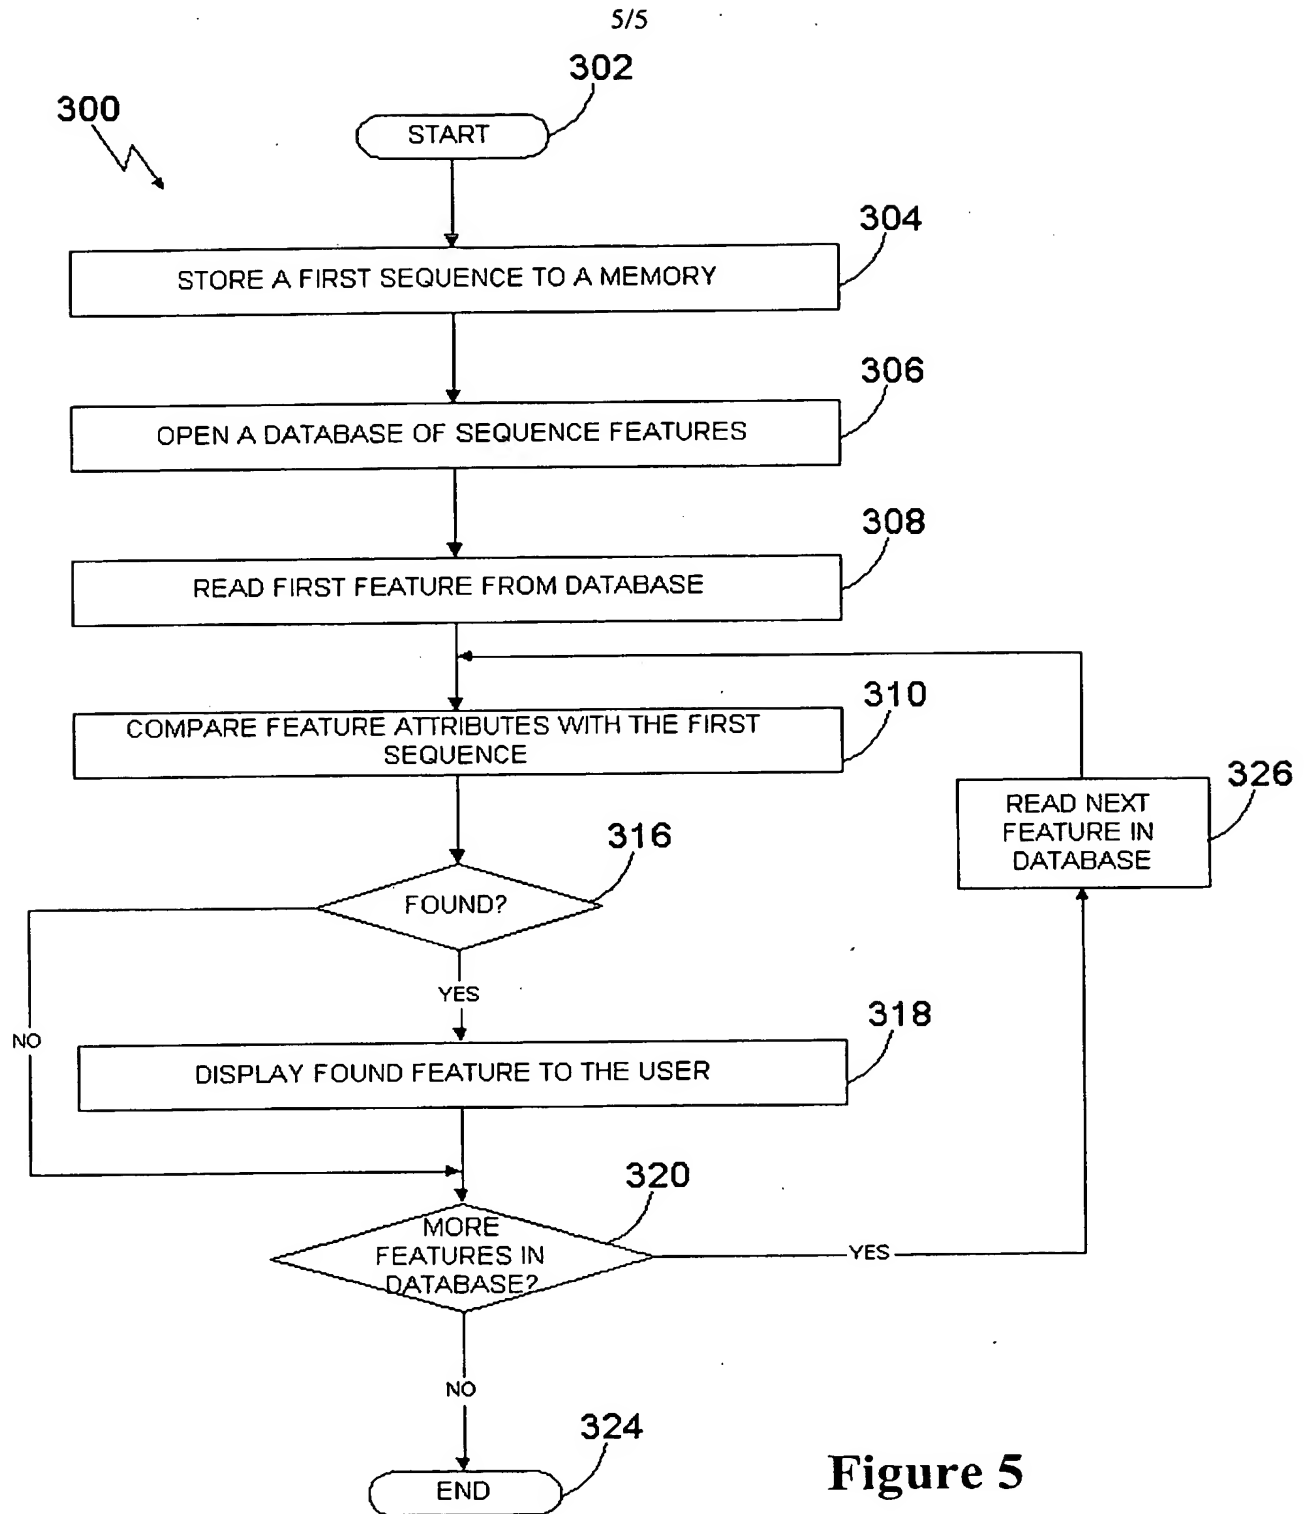 5/5
302
300
START
304
STORE A FIRST SEQUENCE TO A MEMORY
306
OPEN A DATABASE OF SEQUENCE FEATURES
308
READ FIRST FEATURE FROM DATABASE
310
COMPARE FEATURE ATTRIBUTES WITH THE FIRST
SEQUENCE
326
READ NEXT
FEATURE IN
DATABASE
316
FOUND?
YES
NO
318
DISPLAY FOUND FEATURE TO THE USER
320
MORE
FEATURES IN
DATABASE?
YES
NO
324
END
Figure 5